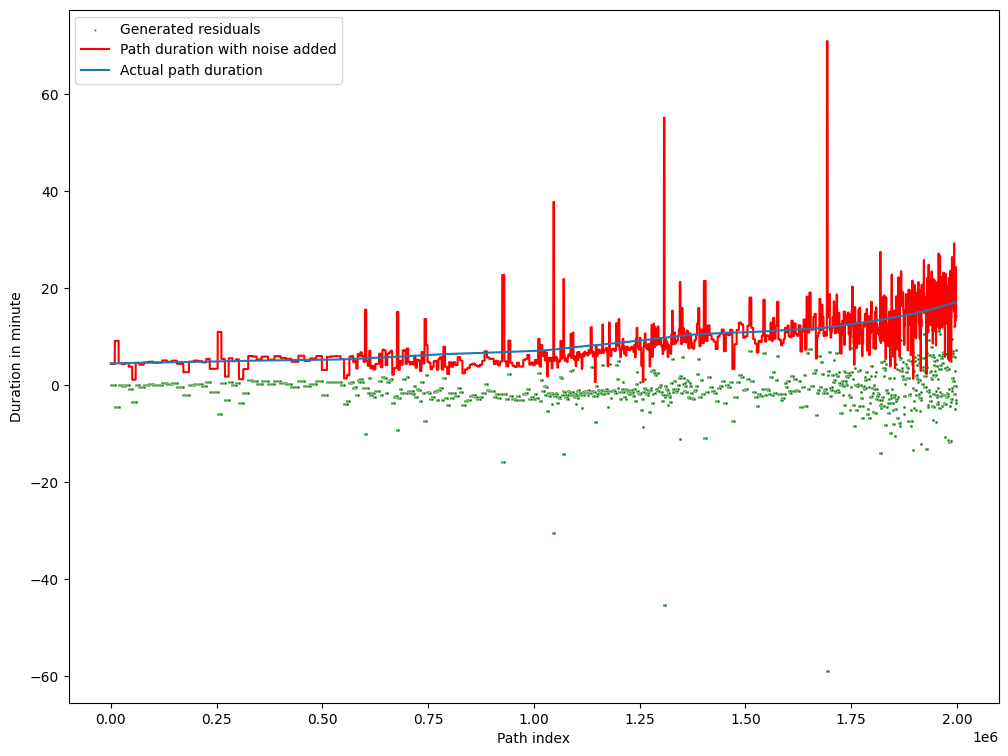 Generated residuals
Path duration with noise added
Actual path duration
Duration in minute
60
40
20
0
−20
−40
−60
0.00 0.25 0.50 0.75 1.00 1.25 1.50 1.75 2.00
1e6
Path index